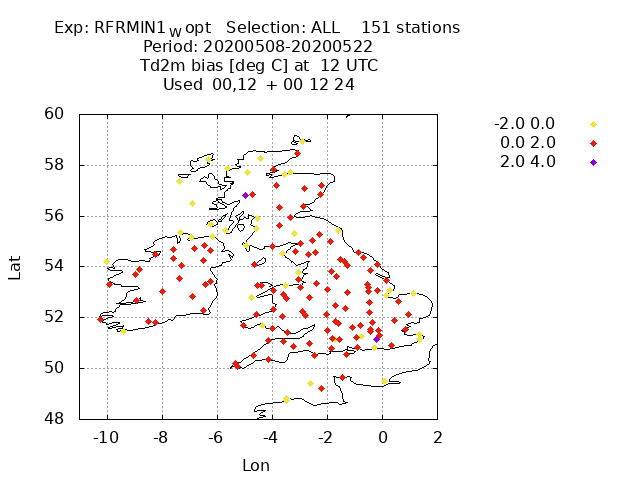 Exp: RFRMIN1_W opt Selection: ALL 151 stations
Period: 20200508-20200522
Td2m bias [deg C] at 12 UTC
Used 00,12 + 00 12 24
-2.0 0.0
0.0 2.0
2.0 4.0
60
58
56
54
52
50
48
Lat
-10 -8 -6 -4 -2 0 2
Lon